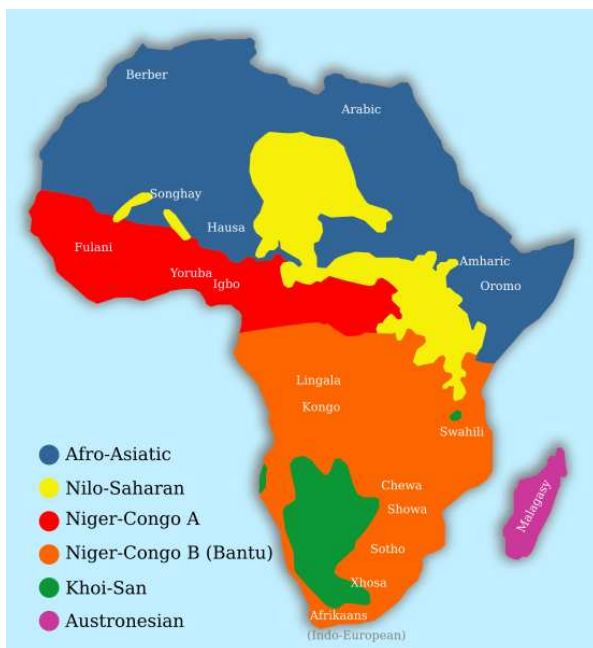 Berber
Arabic
Songhay
Hausa
Fulani
Yoruba
Igbo
Amharic
Oromo
Lingala
Kongo
Swahili
Chewa
Showa
Sotho
Xhosa
Afrikaans
(Indo-European)
Malagasy
Afro-Asiatic
Nilo-Saharan
Niger-Congo A
Niger-Congo B (Bantu)
Khoi-San
Austronesian